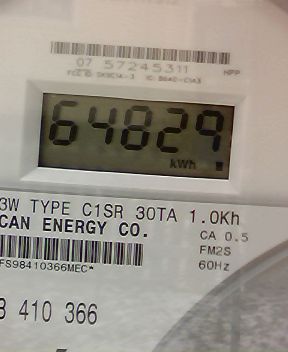 07 57245311
HPP
64829
kWh
3W TYPE C1SR 30TA 1.0Kh
CAN ENERGY CO.
CA 0.5
FM2S
60Hz
FS98410366MEC*
410 366